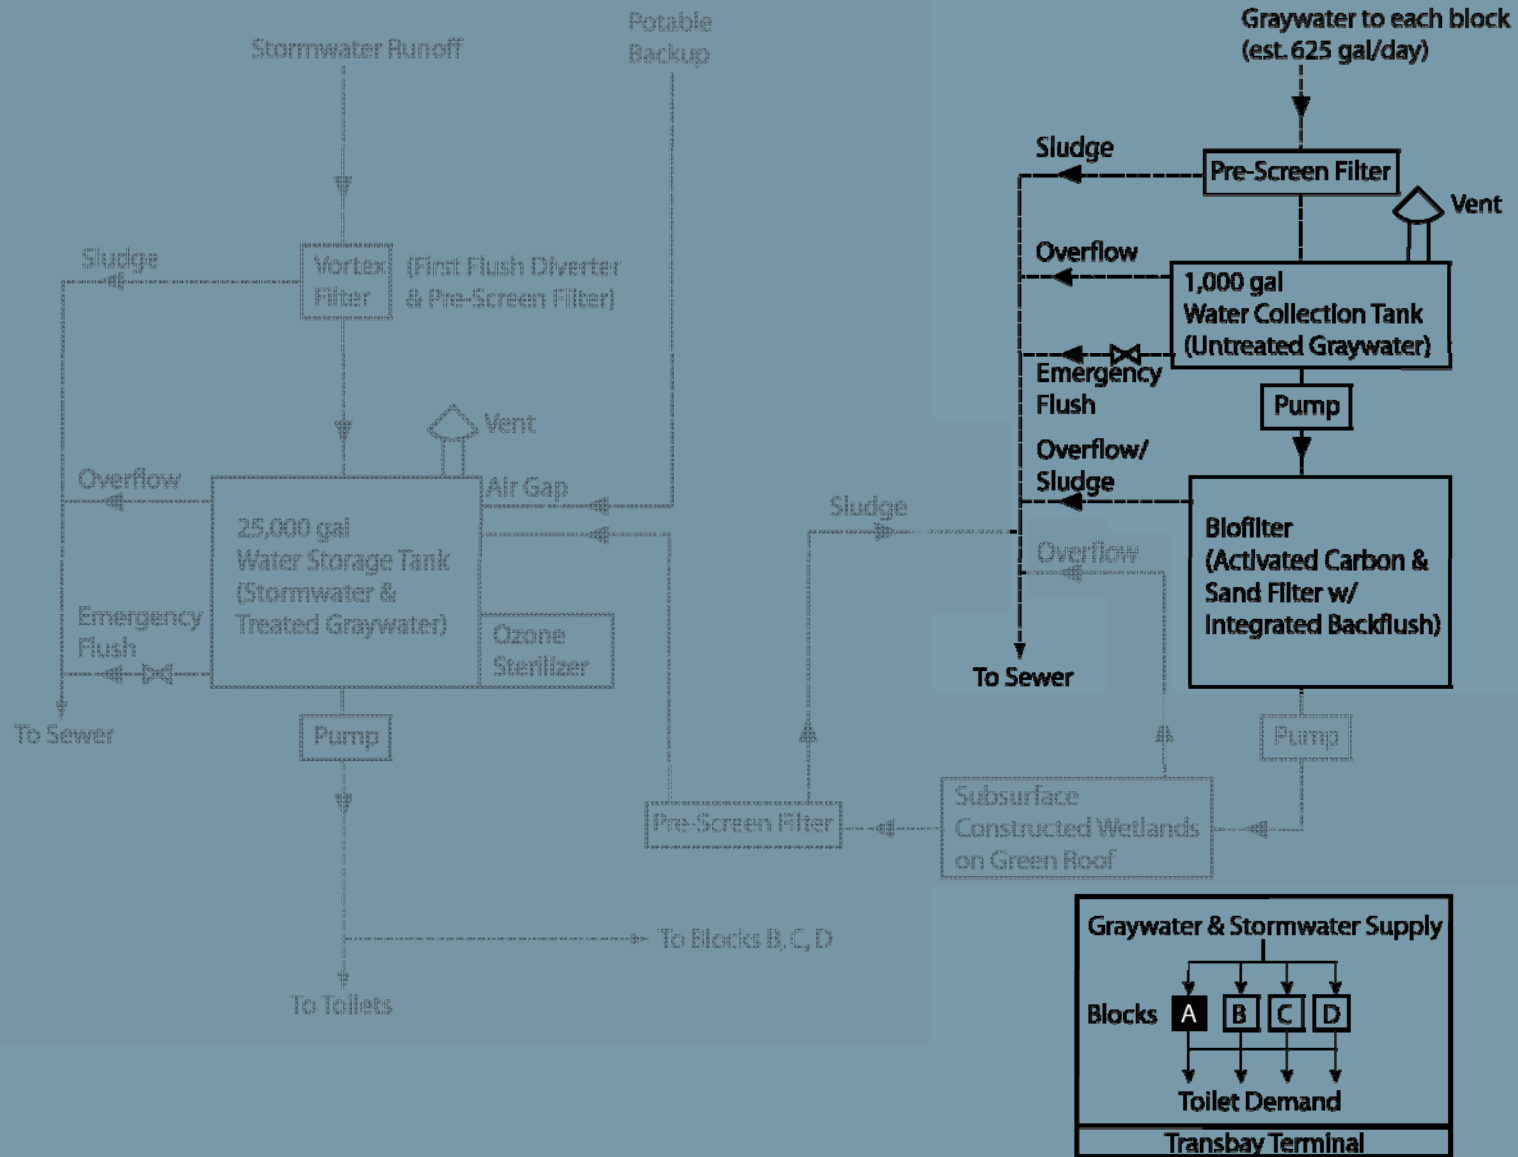 Graywater to each block
(est. 625 gal/day)
Potable
Backup
Stormwater Runoff
Sludge
Pre-Screen Filter
Vent
Sludge
Vortex
Filter
(First Flush Diverter
& Pre-Screen Filter)
Overflow
1,000 gal
Water Collection Tank
(Untreated Graywater)
Emergency
Flush
Pump
Vent
Overflow/
Sludge
Overflow
Air Gap
Sludge
25,000 gal
Water Storage Tank
(Stormwater &
Treated Graywater)
Biofilter
(Activated Carbon &
Sand Filter w/
Integrated Backflush)
Overflow
Emergency
Flush
Ozone
Sterilizer
To Sewer
To Sewer
Pump
Pump
Pre-Screen Filter
Subsurface
Constructed Wetlands
on Green Roof
To Blocks B, C, D
To Toilets
Graywater & Stormwater Supply
Blocks A B C D
Toilet Demand
Transbay Terminal